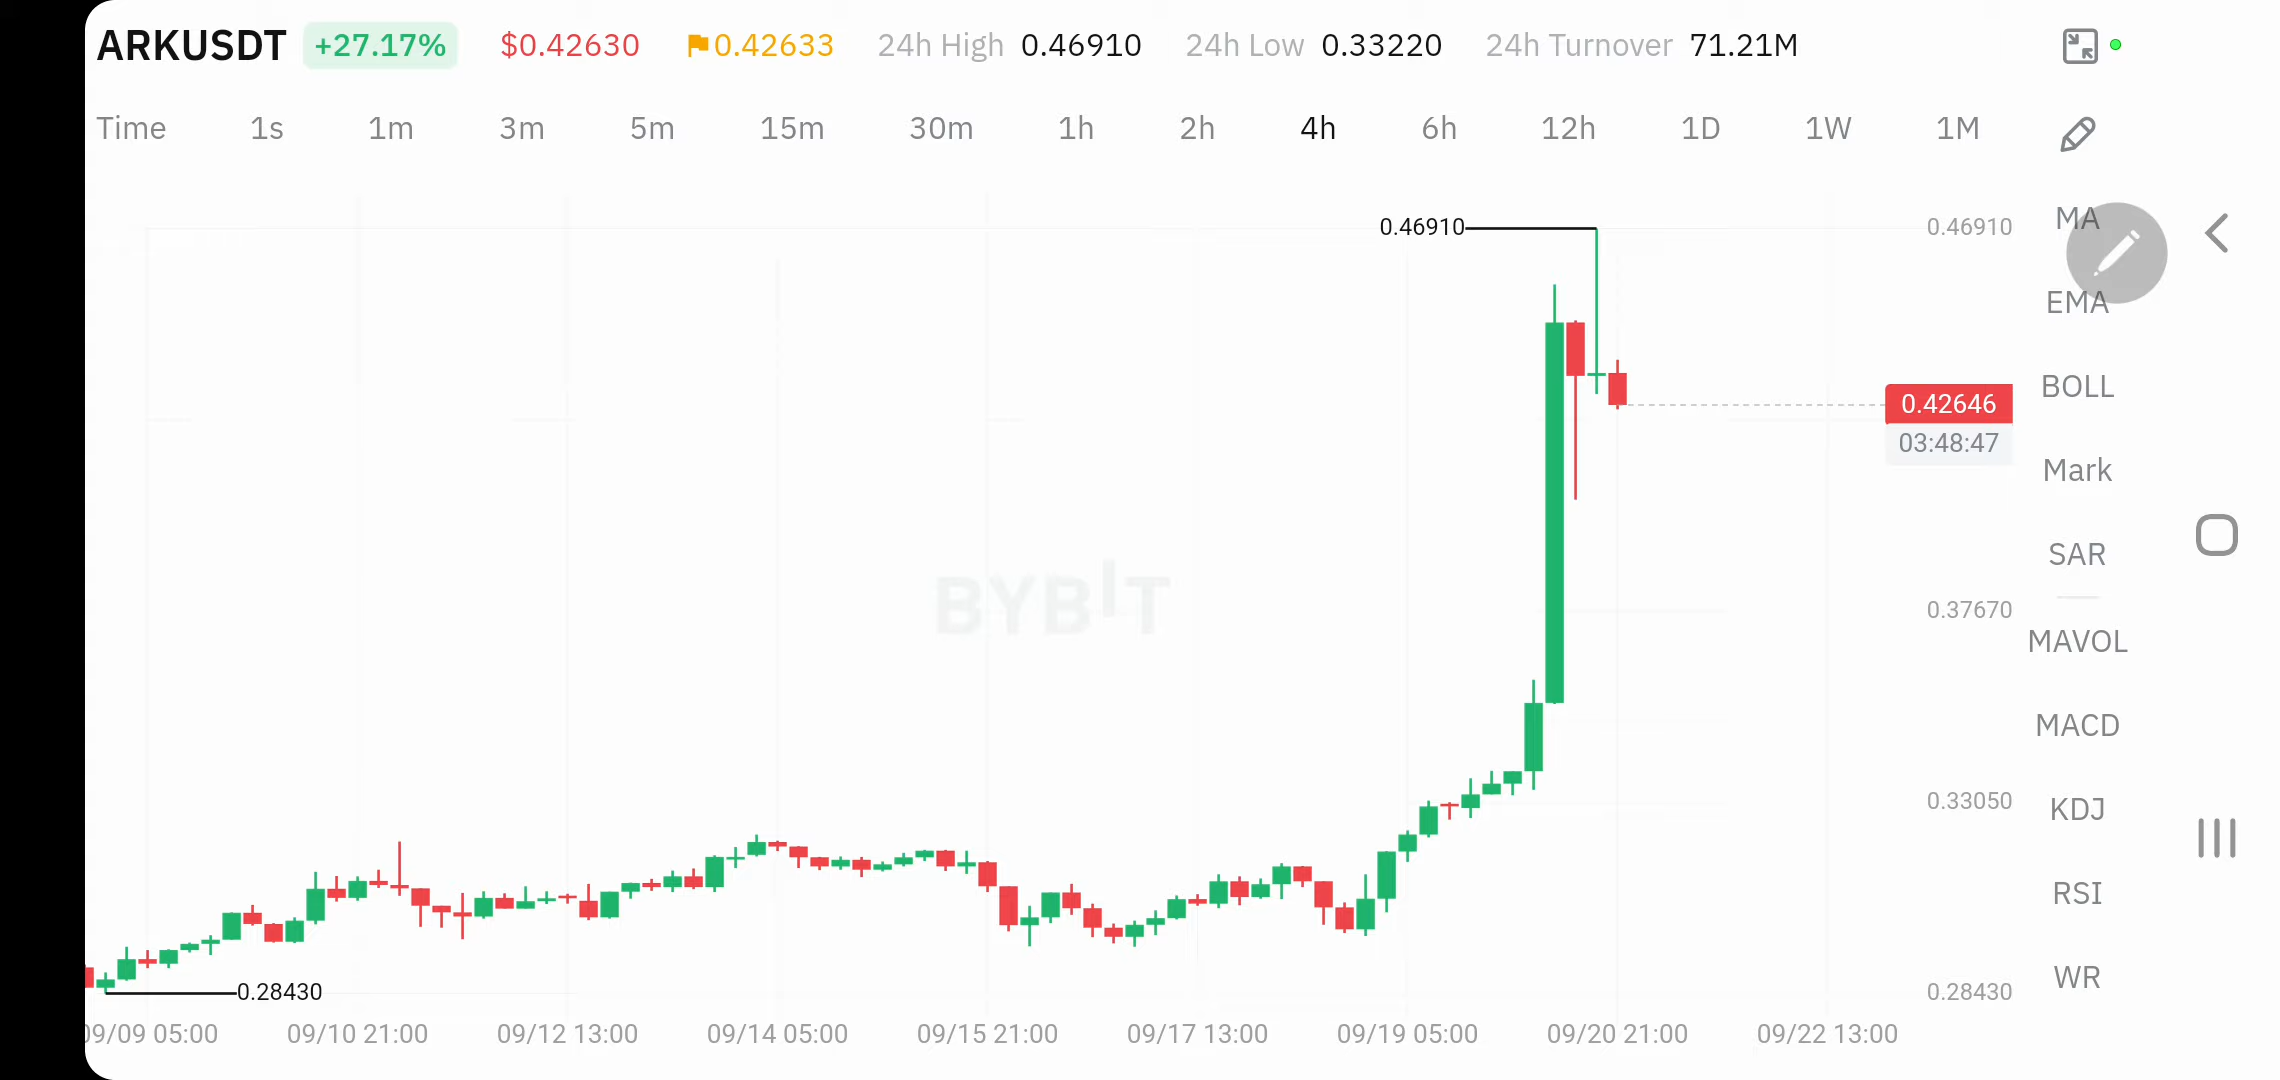 ARKUSDT +27.17% $0.42630 0.42633 24h High 0.46910 24h Low 0.33220 24h Turnover 71.21M
Time 1s 1m 3m 5m 15m 30m 1h 2h 4h 6h 12h 1D 1W 1M
MA
0.46910 0.46910
EMA
BOLL
0.42646
03:48:47
Mark
SAR
BYBIT
0.37670
MAVOL
MACD
0.33050
KDJ
RSI
WR
0.28430 0.28430
09/09 05:00 09/10 21:00 09/12 13:00 09/14 05:00 09/15 21:00 09/17 13:00 09/19 05:00 09/20 21:00 09/22 13:00